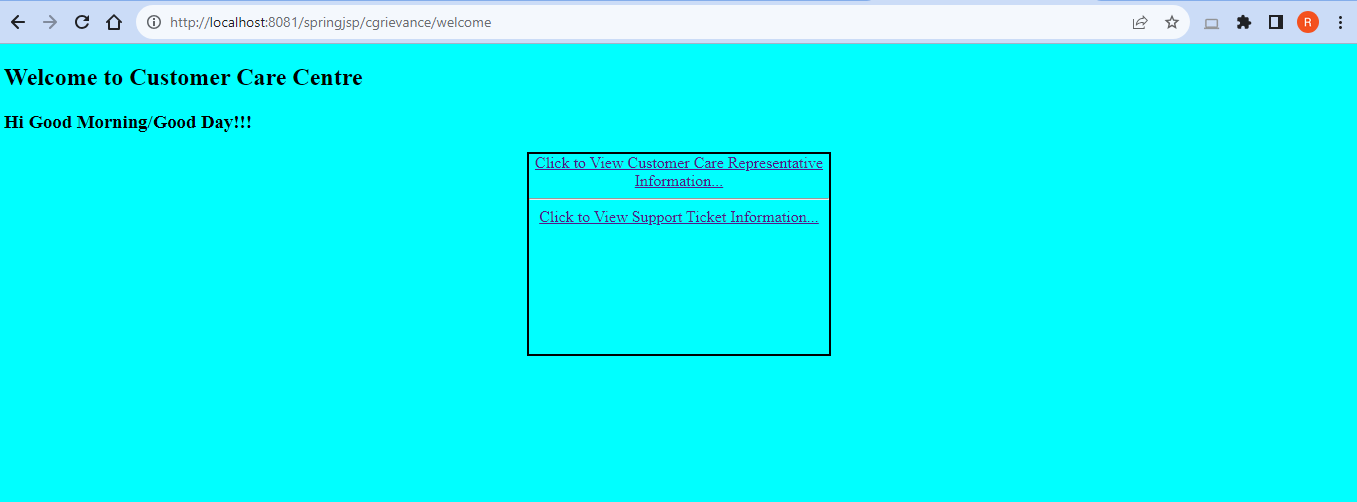 http://localhost:8081/springjsp/cgrievance/welcome
R
Welcome to Customer Care Centre
Hi Good Morning/Good Day!!!
Click to View Customer Care Representative
Information...
Click to View Support Ticket Information...